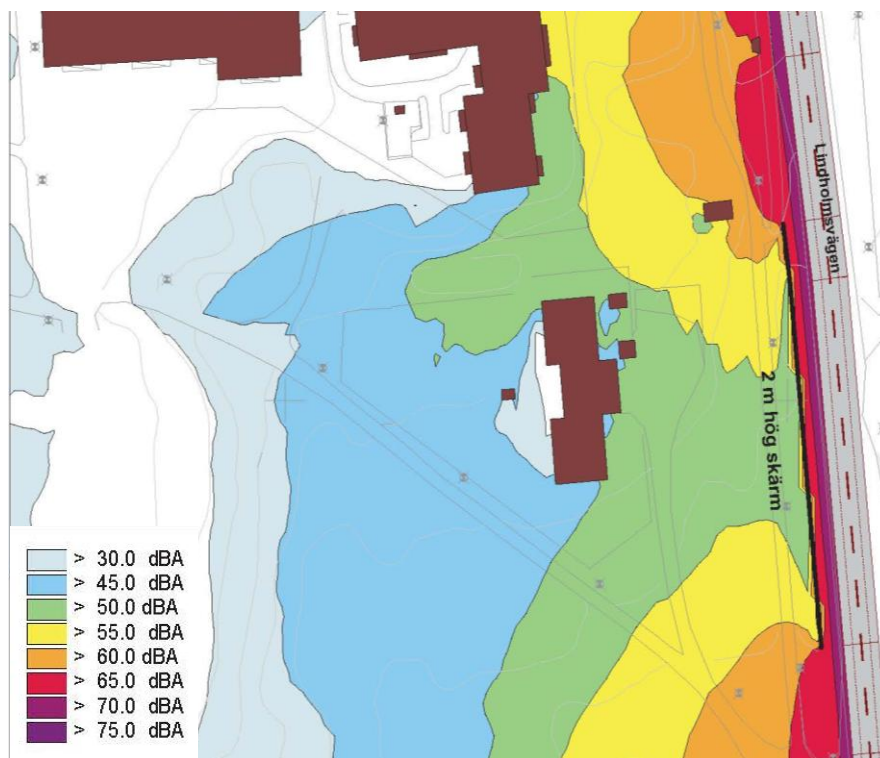 Lindholmsvägen
2 m hög skärm
> 30.0 dBA
> 45.0 dBA
> 50.0 dBA
> 55.0 dBA
> 60.0 dBA
> 65.0 dBA
> 70.0 dBA
> 75.0 dBA